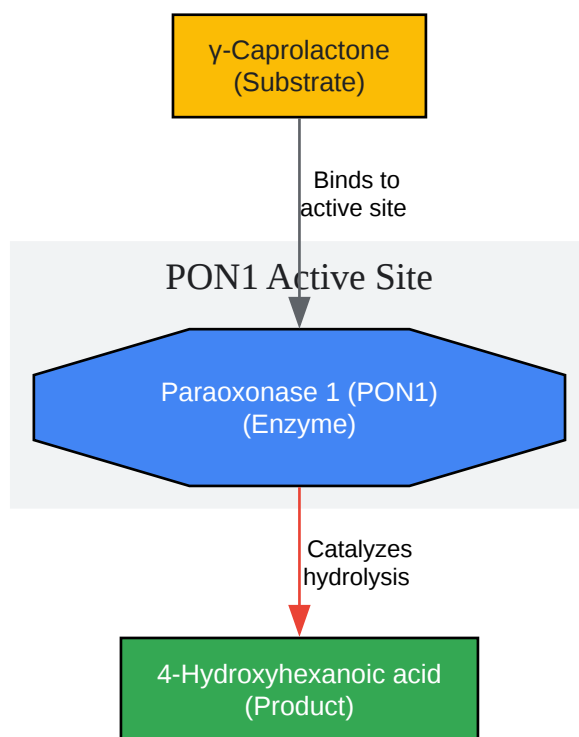 γ-Caprolactone
(Substrate)
Binds to
active site
PON1 Active Site
Paraoxonase 1 (PON1)
(Enzyme)
Catalyzes
hydrolysis
4-Hydroxyhexanoic acid
(Product)